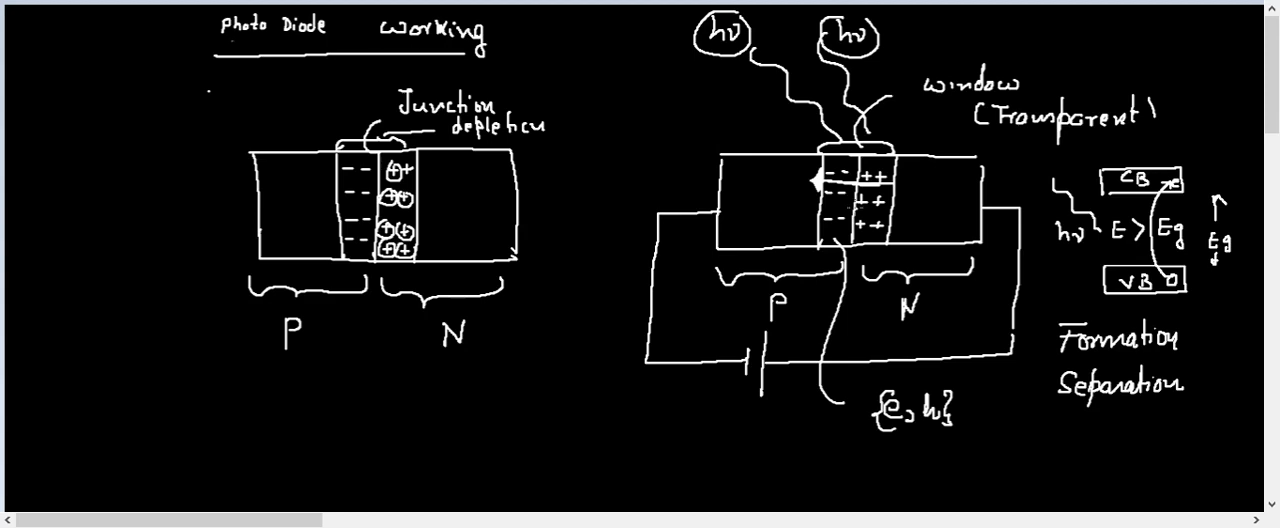 Photo Diode working
Junction
depletion
-- ⊕+
-- ⊕⊕
-- ⊕⊕
-- ⊕⊕
P N
hν hν
window
(Transparent)
-- ++
-- ++
-- ++
P N
{e, h}
CB e
hν E > Eg
Eg
VB O
Formation
Separation